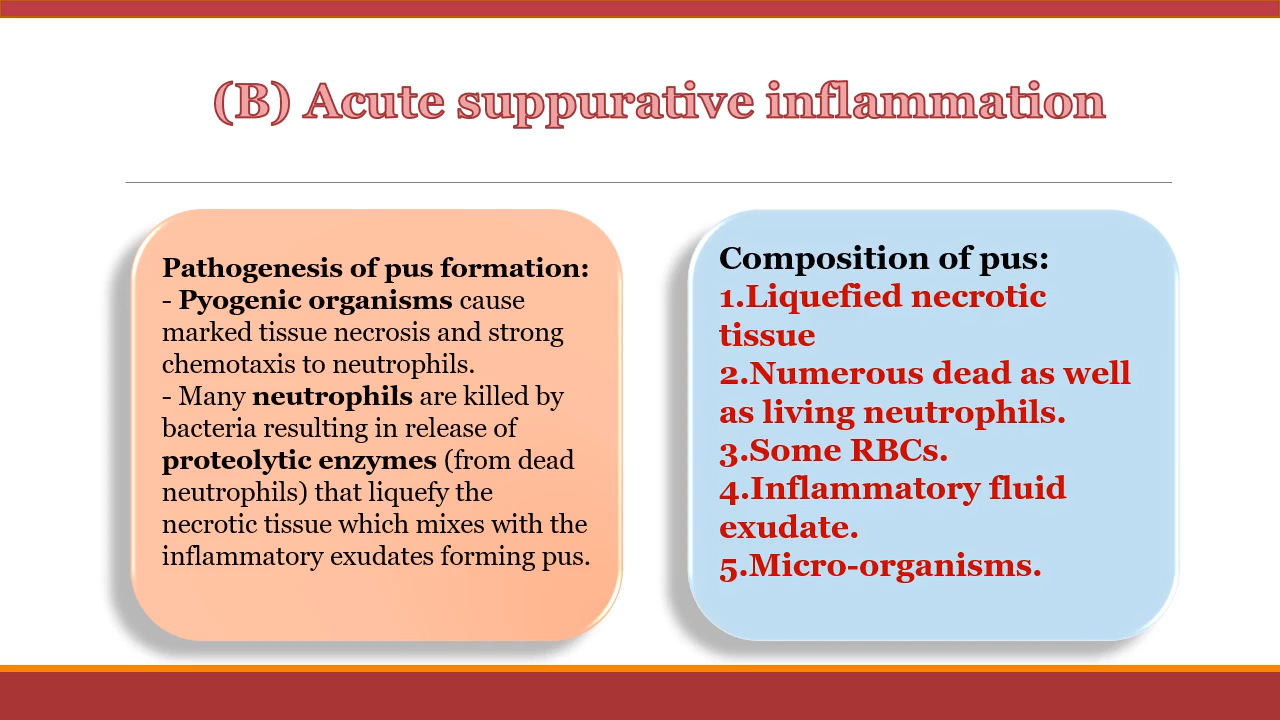 (B) Acute suppurative inflammation
Pathogenesis of pus formation:
- Pyogenic organisms cause
marked tissue necrosis and strong
chemotaxis to neutrophils.
- Many neutrophils are killed by
bacteria resulting in release of
proteolytic enzymes (from dead
neutrophils) that liquefy the
necrotic tissue which mixes with the
inflammatory exudates forming pus.
Composition of pus:
1.Liquefied necrotic
tissue
2.Numerous dead as well
as living neutrophils.
3.Some RBCs.
4.Inflammatory fluid
exudate.
5.Micro-organisms.